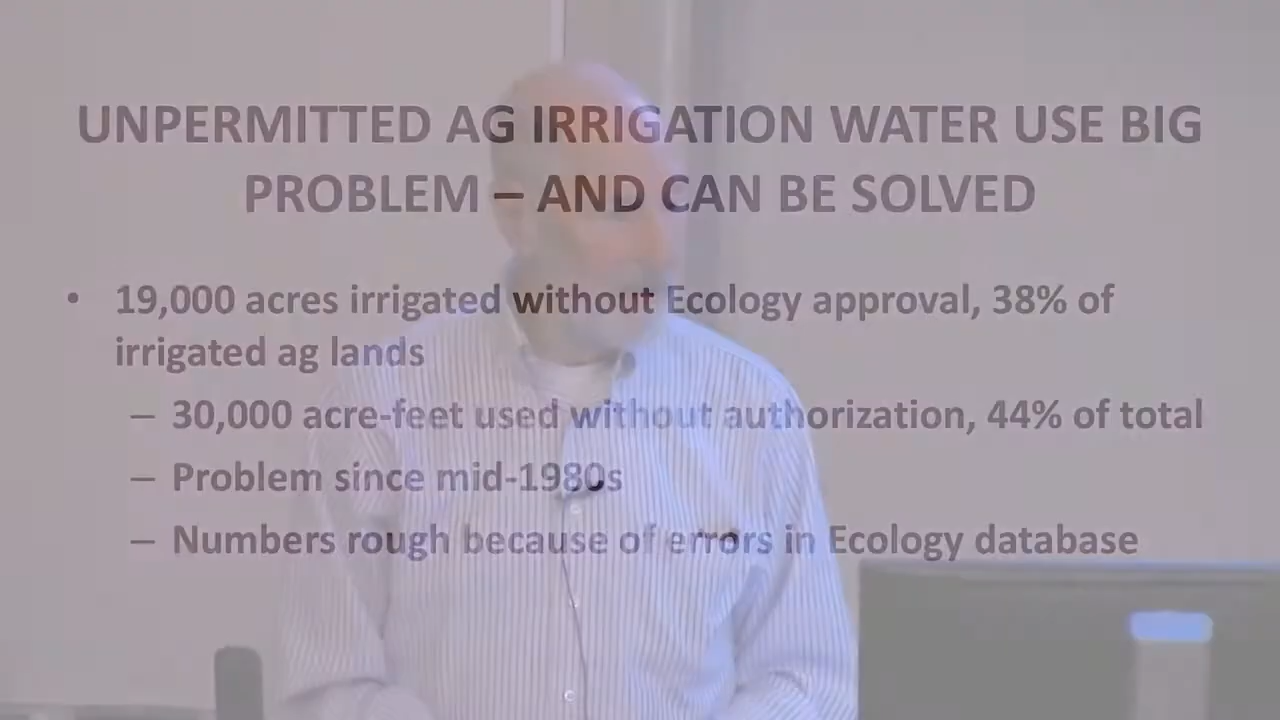 UNPERMITTED AG IRRIGATION WATER USE BIG
PROBLEM – AND CAN BE SOLVED
• 19,000 acres irrigated without Ecology approval, 38% of
irrigated ag lands
– 30,000 acre-feet used without authorization, 44% of total
– Problem since mid-1980s
– Numbers rough because of errors in Ecology database